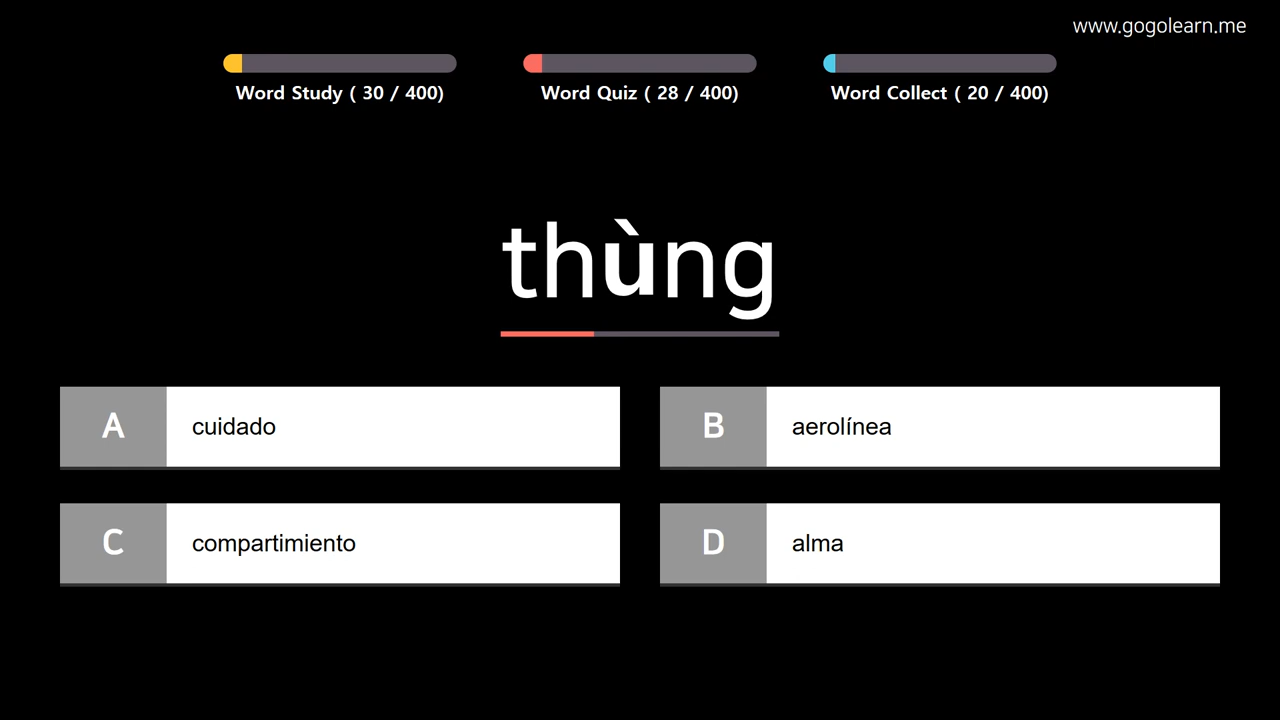 www.gogolearn.me
Word Study ( 30 / 400)
Word Quiz ( 28 / 400)
Word Collect ( 20 / 400)
thùng
A cuidado
B aerolínea
C compartimiento
D alma